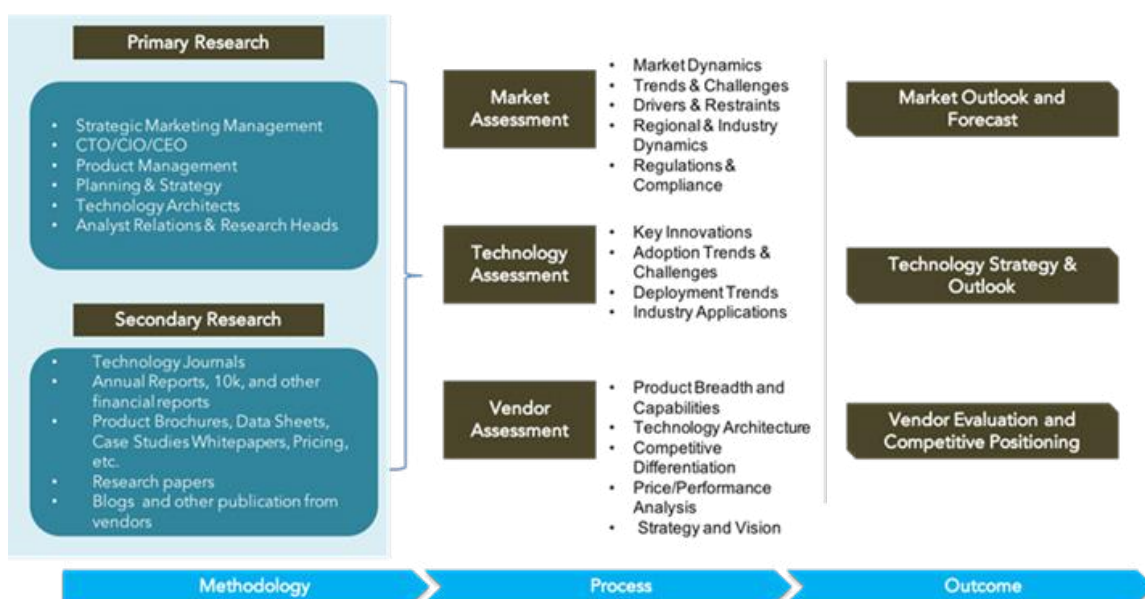 Primary Research
• Strategic Marketing Management
• CTO/CIO/CEO
• Product Management
• Planning & Strategy
• Technology Architects
• Analyst Relations & Research Heads
Secondary Research
• Technology Journals
• Annual Reports, 10k, and other
financial reports
• Product Brochures, Data Sheets,
Case Studies Whitepapers, Pricing,
etc.
• Research papers
• Blogs and other publication from
vendors
Market
Assessment
• Market Dynamics
• Trends & Challenges
• Drivers & Restraints
• Regional & Industry
Dynamics
• Regulations &
Compliance
Market Outlook and
Forecast
Technology
Assessment
• Key Innovations
• Adoption Trends &
Challenges
• Deployment Trends
• Industry Applications
Technology Strategy &
Outlook
Vendor
Assessment
• Product Breadth and
Capabilities
• Technology Architecture
• Competitive
Differentiation
• Price/Performance
Analysis
• Strategy and Vision
Vendor Evaluation and
Competitive Positioning
Methodology
Process
Outcome